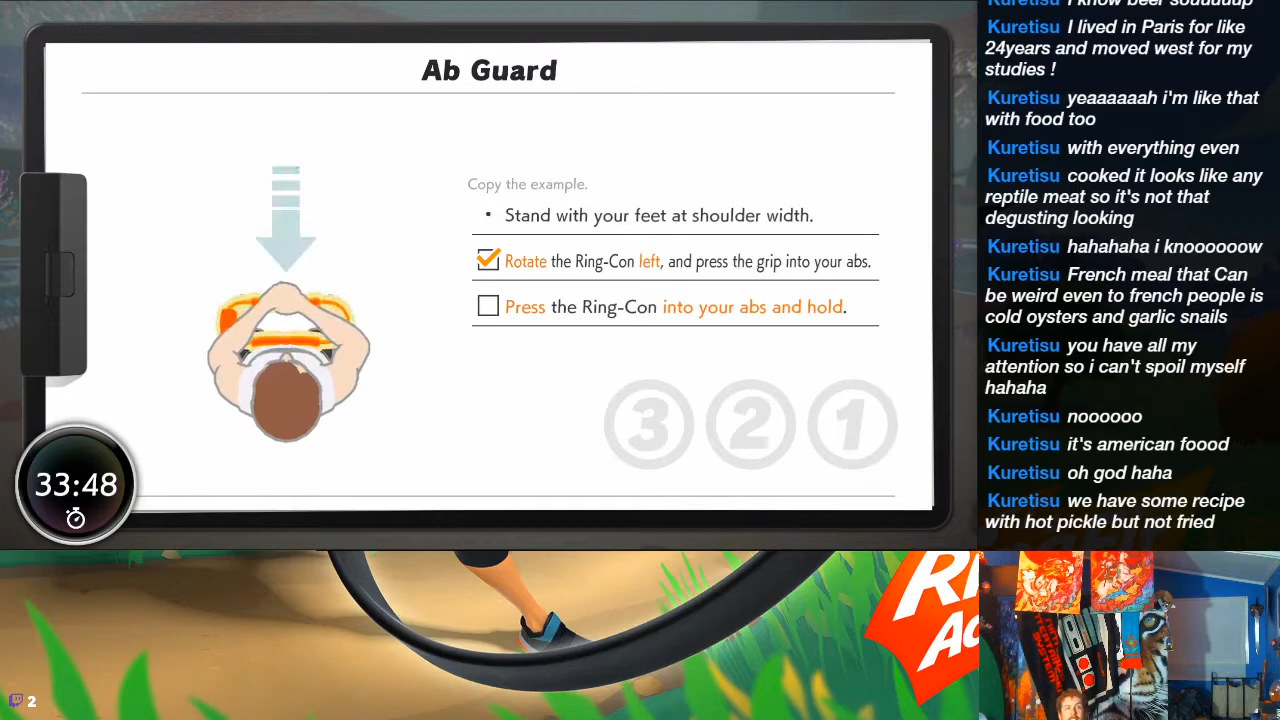 Ab Guard
Copy the example.
• Stand with your feet at shoulder width.
Rotate the Ring-Con left, and press the grip into your abs.
Press the Ring-Con into your abs and hold.
3 2 1
33:48
2
Kuretisu I know beer souuuuup
Kuretisu I lived in Paris for like
24years and moved west for my
studies !
Kuretisu yeaaaaaah i'm like that
with food too
Kuretisu with everything even
Kuretisu cooked it looks like any
reptile meat so it's not that
degusting looking
Kuretisu hahahaha i knoooooow
Kuretisu French meal that Can
be weird even to french people is
cold oysters and garlic snails
Kuretisu you have all my
attention so i can't spoil myself
hahaha
Kuretisu noooooo
Kuretisu it's american foood
Kuretisu oh god haha
Kuretisu we have some recipe
with hot pickle but not fried